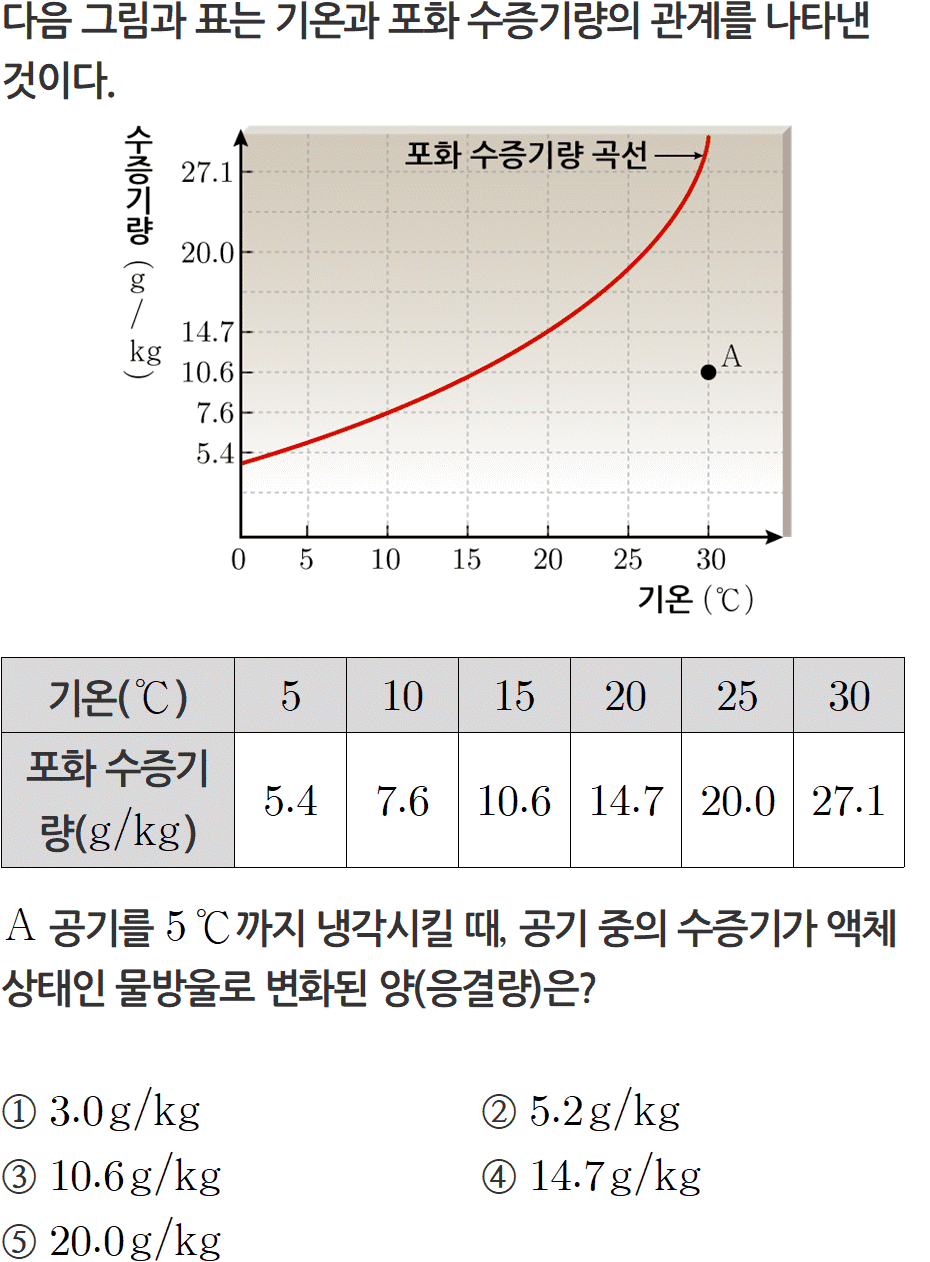 다음 그림과 표는 기온과 포화 수증기량의 관계를 나타낸
것이다.
수증기량 (g/kg)
포화 수증기량 곡선
27.1
20.0
14.7
10.6
7.6
5.4
A
0 5 10 15 20 25 30
기온 (℃)
기온(℃) 5 10 15 20 25 30
포화 수증기
량(g/kg) 5.4 7.6 10.6 14.7 20.0 27.1
A 공기를 5 ℃까지 냉각시킬 때, 공기 중의 수증기가 액체
상태인 물방울로 변화된 양(응결량)은?
① 3.0 g/kg ② 5.2 g/kg
③ 10.6 g/kg ④ 14.7 g/kg
⑤ 20.0 g/kg